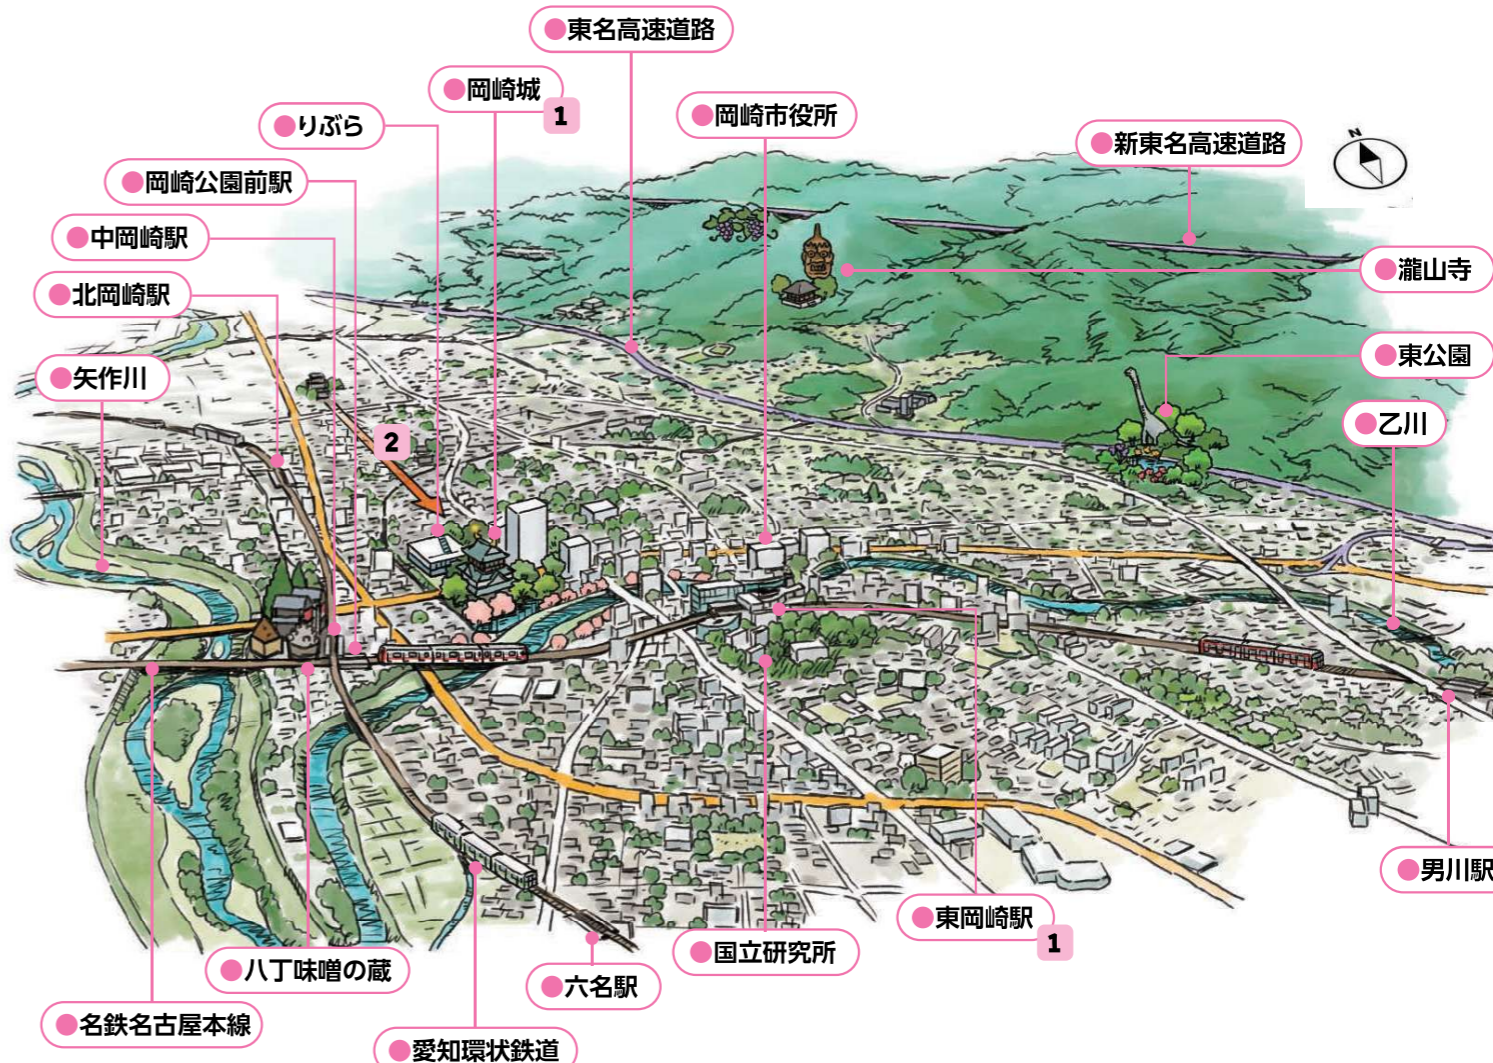 ●東名高速道路
●岡崎城
1
●岡崎市役所
●りぶら
●新東名高速道路
N
●岡崎公園前駅
●中岡崎駅
●瀧山寺
●北岡崎駅
●東公園
●矢作川
●乙川
2
●男川駅
●東岡崎駅
1
●国立研究所
●八丁味噌の蔵
●六名駅
●名鉄名古屋本線
●愛知環状鉄道